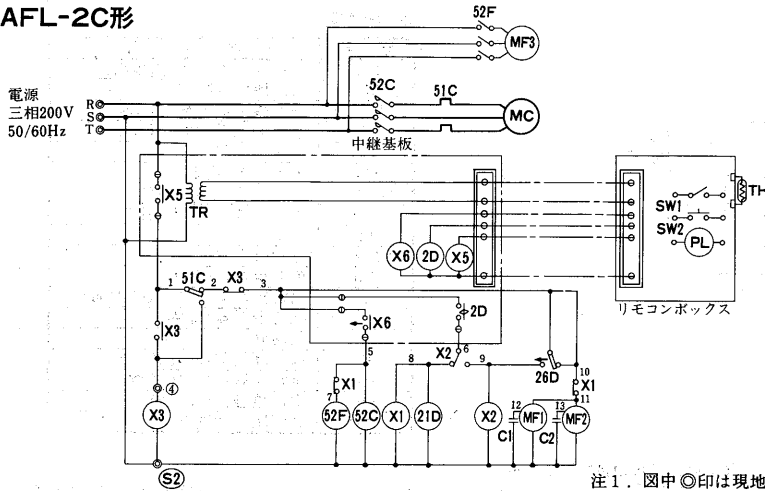 AFL-2C形
52F
MF3
電源
三相200V
50/60Hz
R
S
T
52C
51C
MC
中継基板
X5
TR
X6
2D
X5
SW1
SW2
PL
TH
リモコンボックス
1
51C
2
X3
3
X3
X6
2D
5
X2
6
8
9
26D
10
X1
11
④
X1
7
X3
52F
52C
X1
21D
X2
12
C1
MF1
13
C2
MF2
S2
注1. 図中◎印は現地